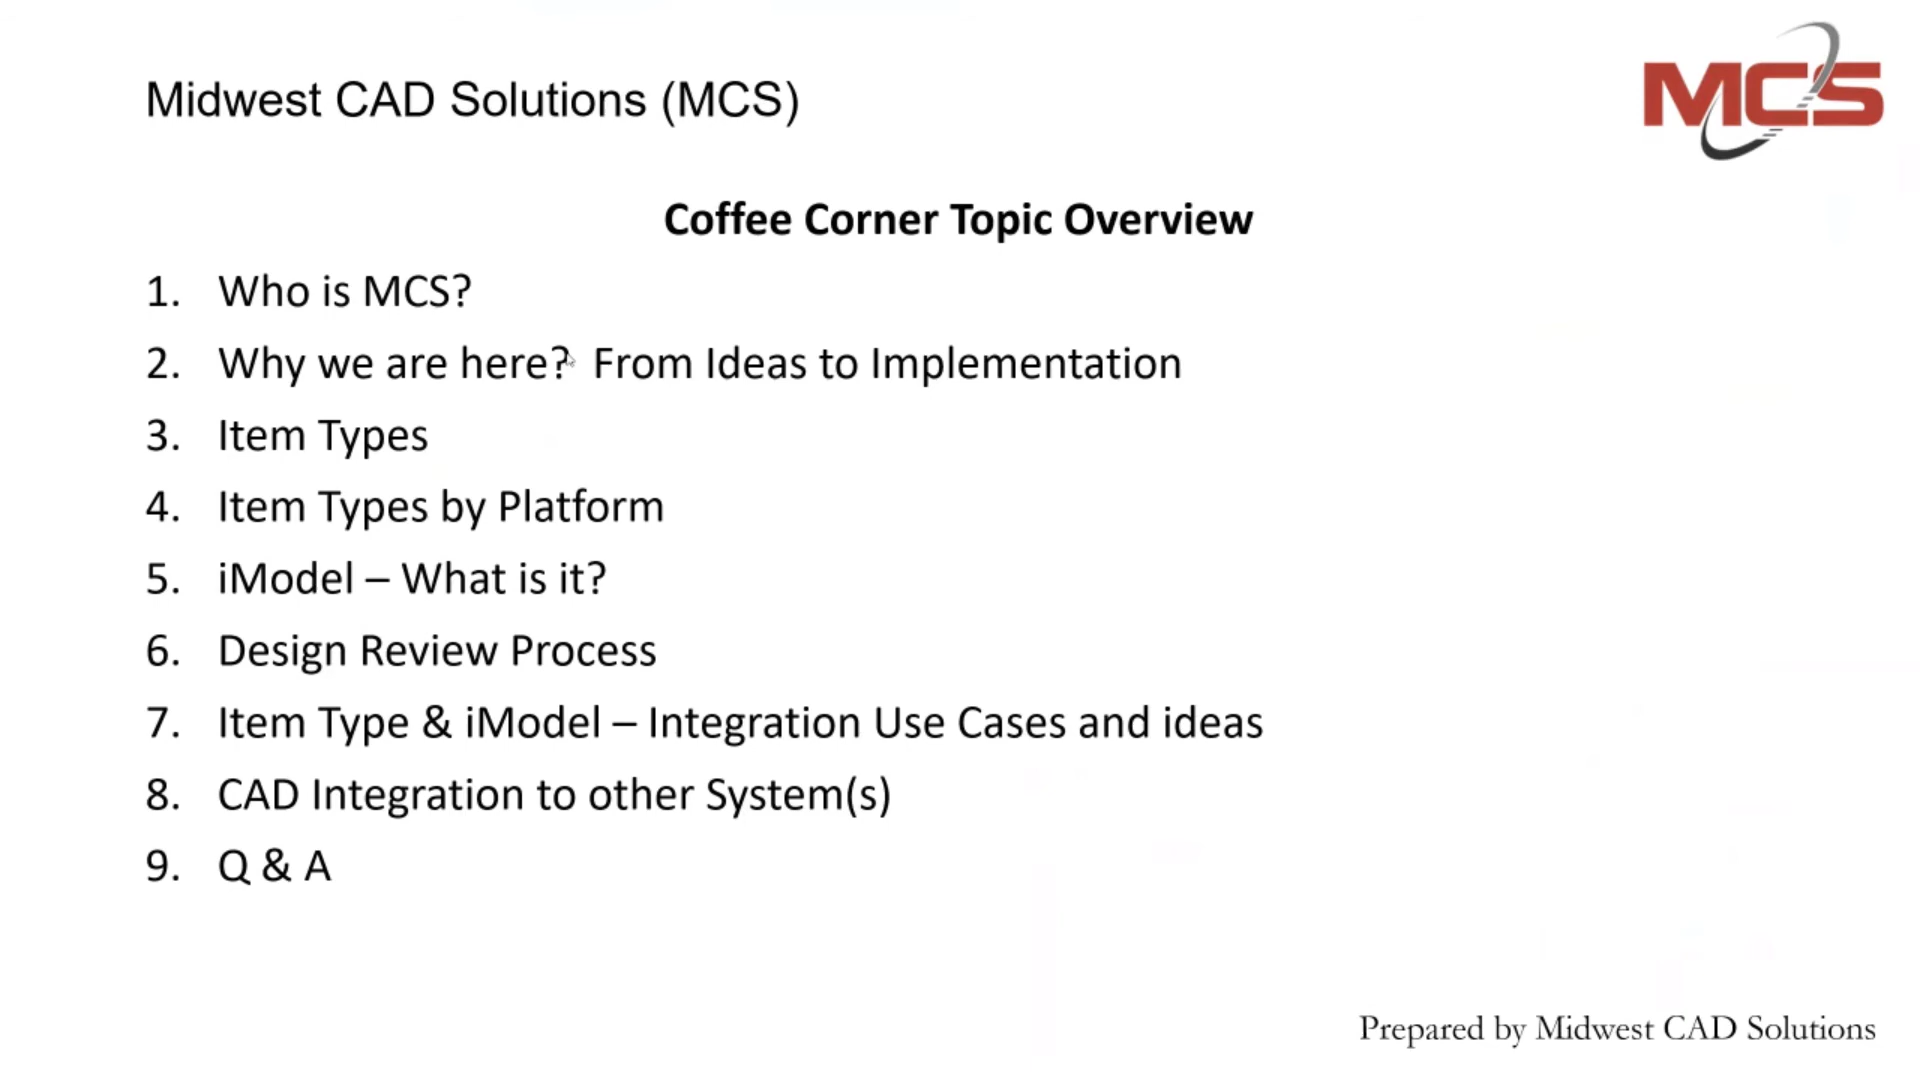 Midwest CAD Solutions (MCS)
MCS
Coffee Corner Topic Overview
1. Who is MCS?
2. Why we are here? From Ideas to Implementation
3. Item Types
4. Item Types by Platform
5. iModel – What is it?
6. Design Review Process
7. Item Type & iModel – Integration Use Cases and ideas
8. CAD Integration to other System(s)
9. Q & A
Prepared by Midwest CAD Solutions